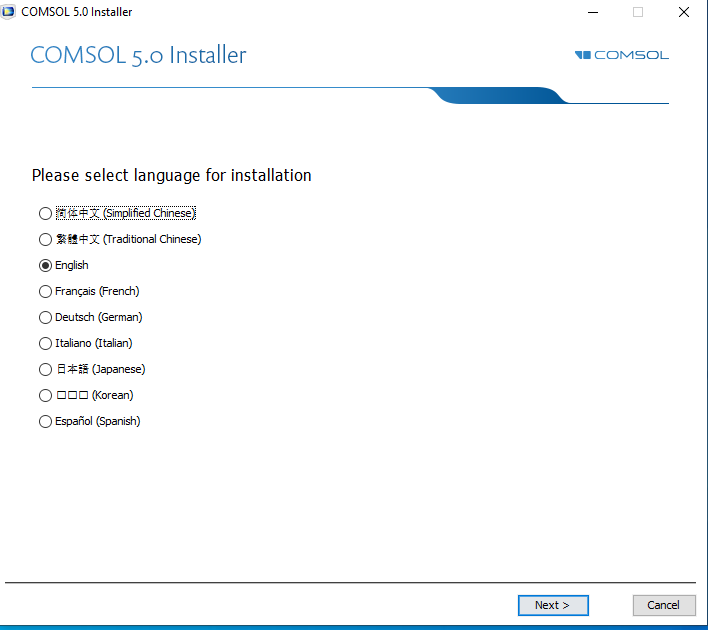 COMSOL 5.0 Installer
COMSOL 5.0 Installer
COMSOL
Please select language for installation
简体中文 (Simplified Chinese)
繁體中文 (Traditional Chinese)
English
Français (French)
Deutsch (German)
Italiano (Italian)
日本語 (Japanese)
□□□ (Korean)
Español (Spanish)
Next >
Cancel